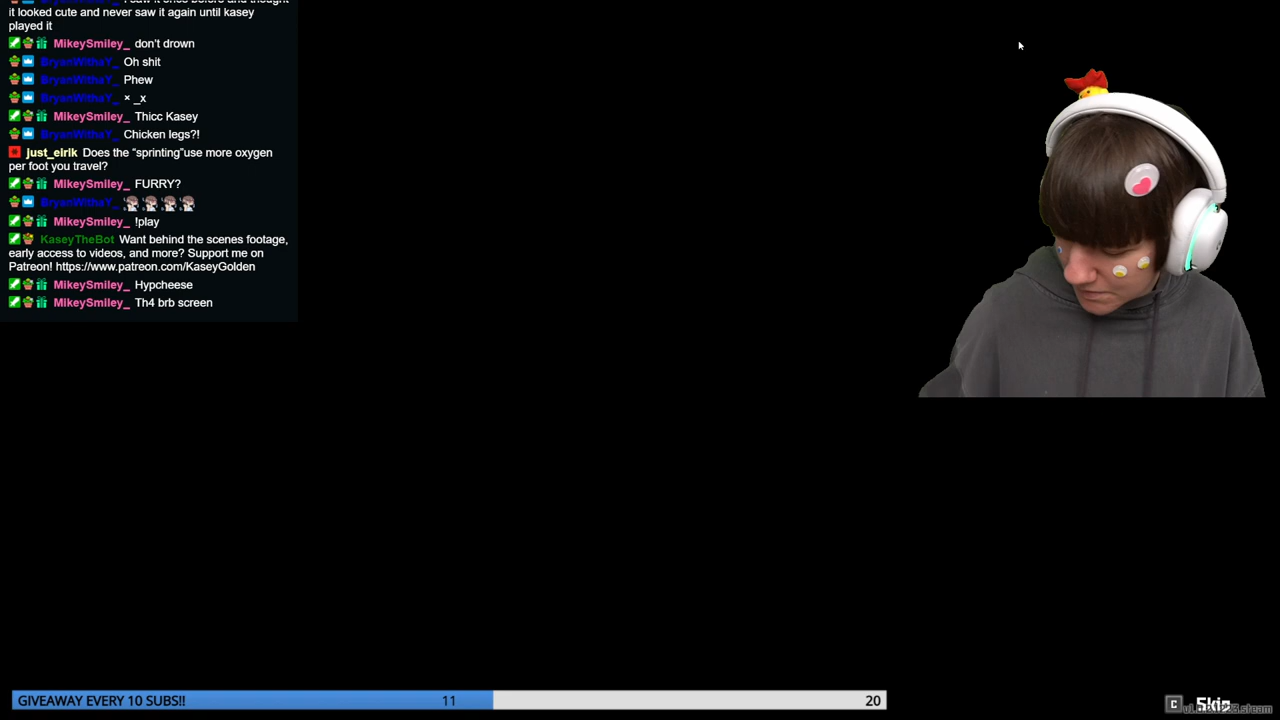 it looked cute and never saw it again until kasey
played it
MikeySmiley_ don't drown
BryanWithaY_ Oh shit
BryanWithaY_ Phew
BryanWithaY_ × _x
MikeySmiley_ Thicc Kasey
BryanWithaY_ Chicken legs?!
just_eirik Does the “sprinting”use more oxygen
per foot you travel?
MikeySmiley_ FURRY?
BryanWithaY_
MikeySmiley_ !play
KaseyTheBot Want behind the scenes footage,
early access to videos, and more? Support me on
Patreon! https://www.patreon.com/KaseyGolden
MikeySmiley_ Hypcheese
MikeySmiley_ Th4 brb screen
GIVEAWAY EVERY 10 SUBS!! 11 20
C Skip